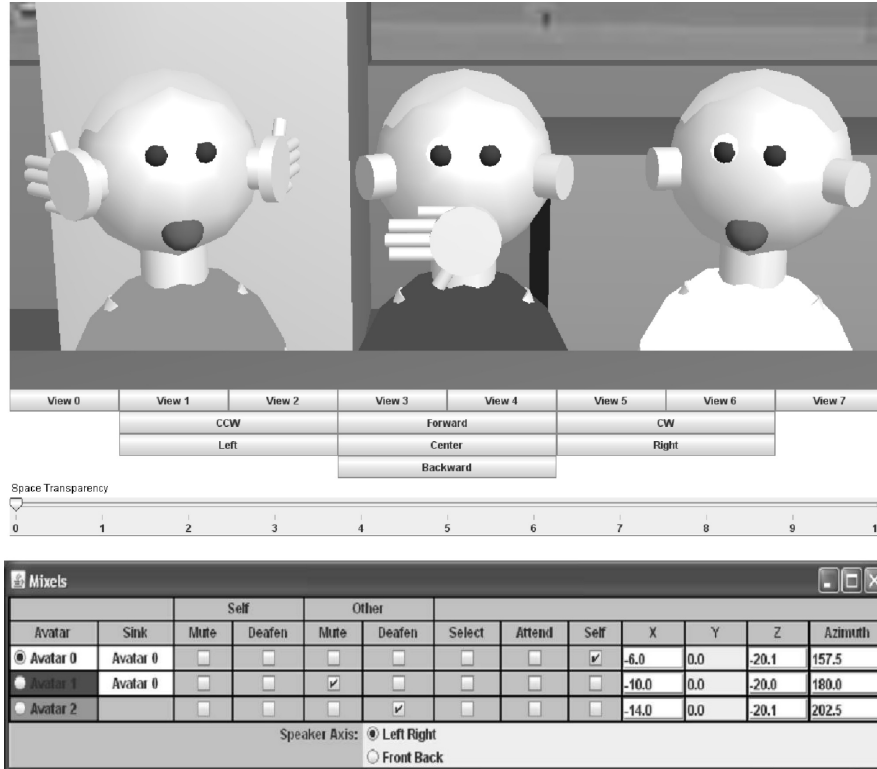 View 0 View 1 View 2 View 3 View 4 View 5 View 6 View 7
CCW Forward CW
Left Center Right
Backward
Space Transparency
0 1 2 3 4 5 6 7 8 9 1
Mixels
Self Other
Avatar Sink Mute Deafen Mute Deafen Select Attend Self X Y Z Azimuth
Avatar 0 Avatar 0 -6.0 0.0 -20.1 157.5
Avatar 1 Avatar 0 -10.0 0.0 -20.0 180.0
Avatar 2 -14.0 0.0 -20.1 202.5
Speaker Axis: Left Right
Front Back